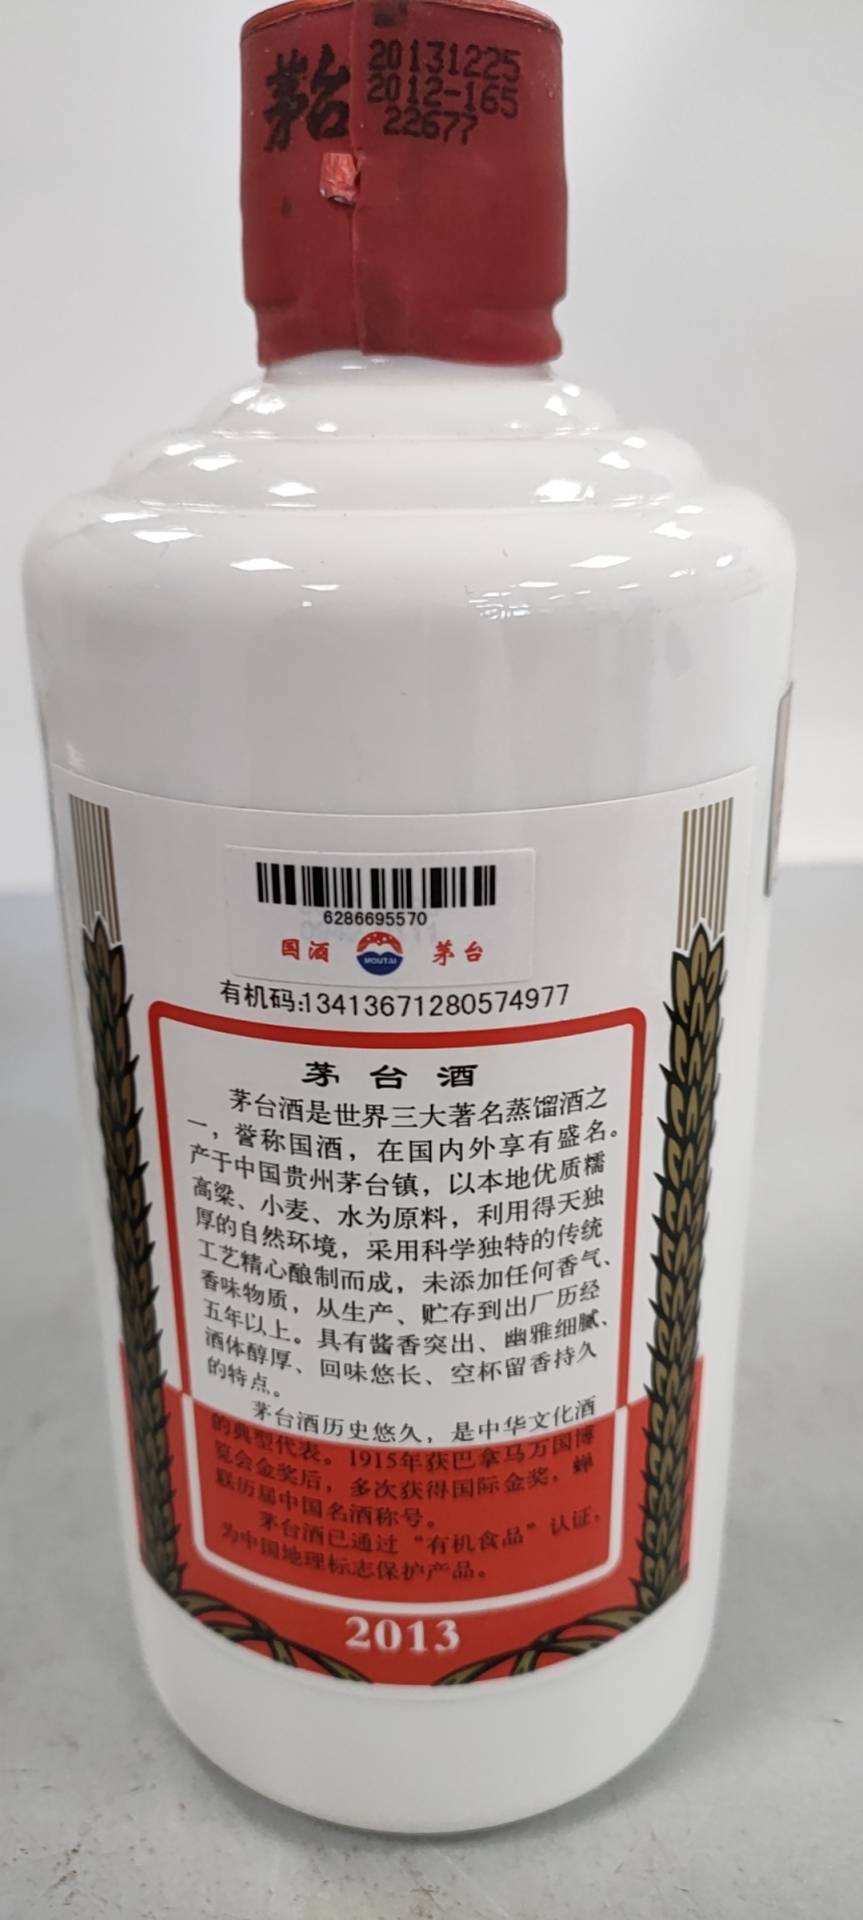 茅台
20131225
2012-165
22677
6286695570
国酒 MOUTAI 茅台
有机码:13413671280574977
茅台酒
茅台酒是世界三大著名蒸馏酒之
一，誉称国酒，在国内外享有盛名。
产于中国贵州茅台镇，以本地优质糯
高粱、小麦、水为原料，利用得天独
厚的自然环境，采用科学独特的传统
工艺精心酿制而成，未添加任何香气、
香味物质，从生产、贮存到出厂历经
五年以上。具有酱香突出、幽雅细腻、
酒体醇厚、回味悠长、空杯留香持久
的特点。
茅台酒历史悠久，是中华文化酒
的典型代表。1915年获巴拿马万国博
览会金奖后，多次获得国际金奖，蝉
联历届中国名酒称号。
茅台酒已通过“有机食品”认证，
为中国地理标志保护产品。
2013